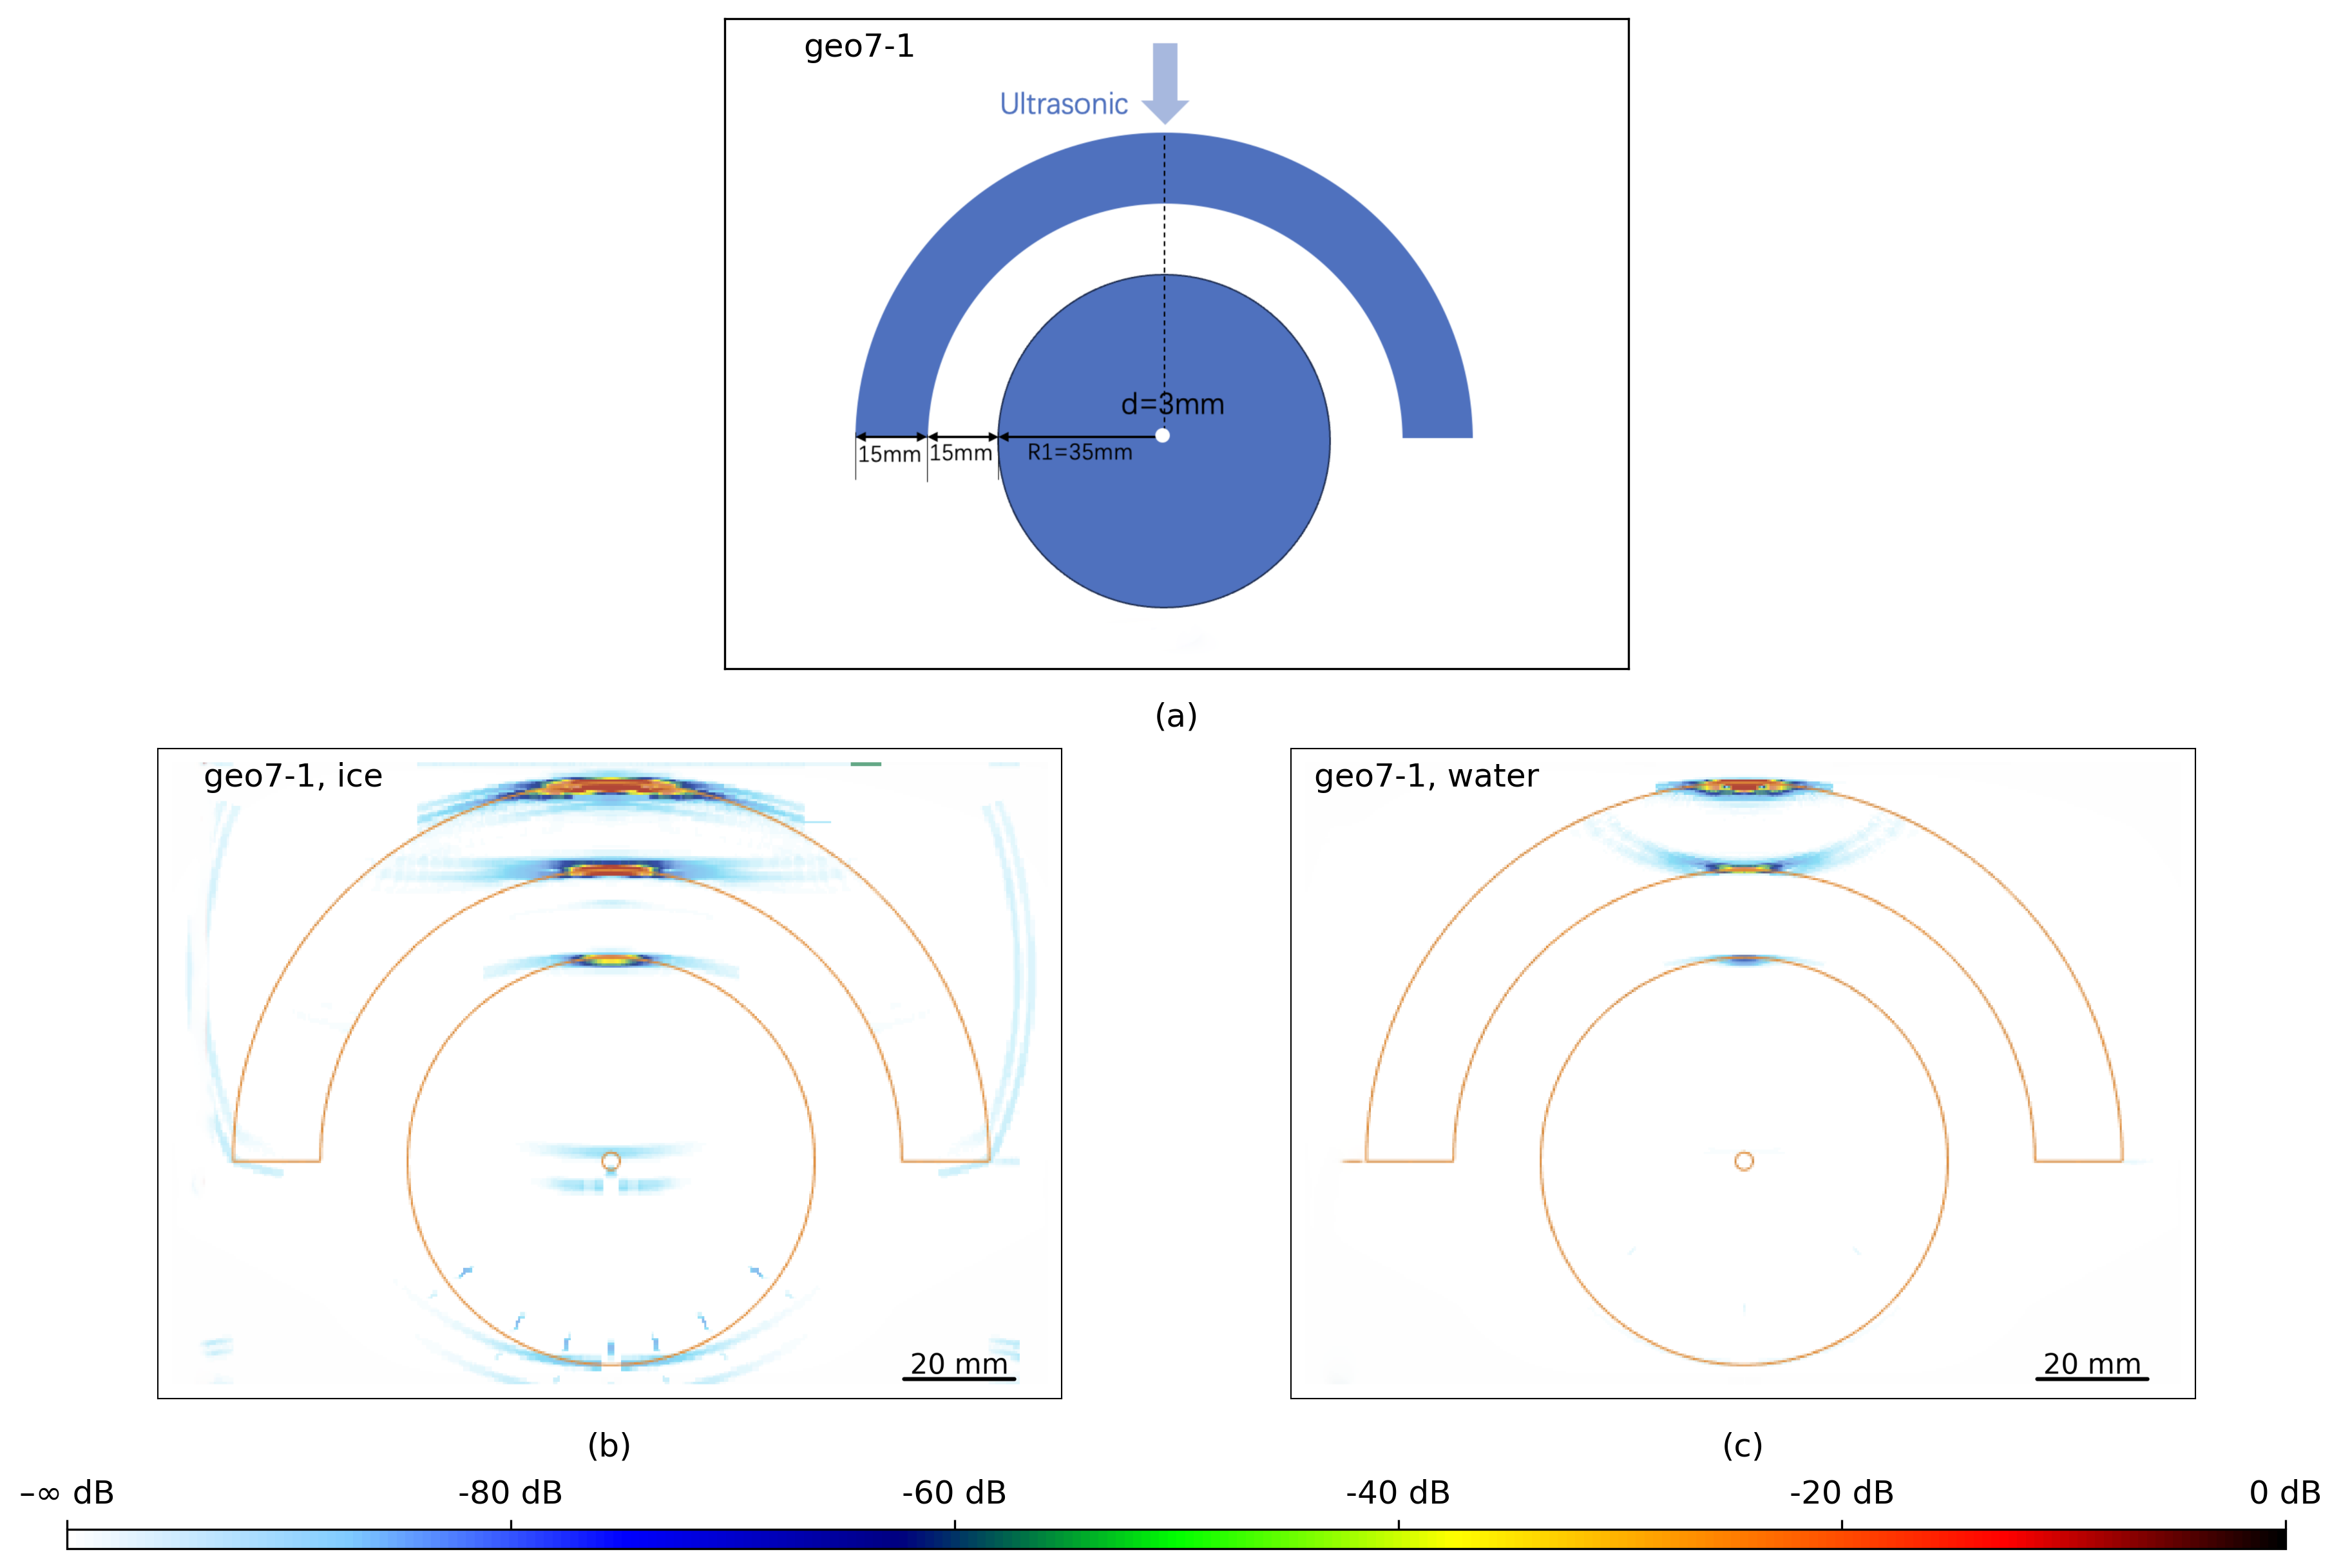 geo7-1
Ultrasonic
d=3mm
15mm 15mm R1=35mm
(a)
geo7-1, ice
20 mm
(b)
geo7-1, water
20 mm
(c)
–∞ dB -80 dB -60 dB -40 dB -20 dB 0 dB